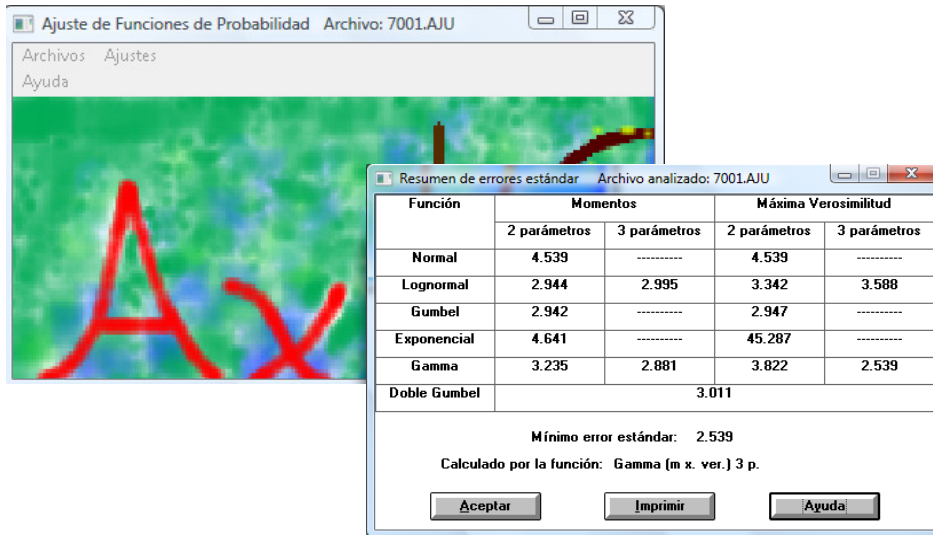 Ajuste de Funciones de Probabilidad Archivo: 7001.AJU
Archivos Ajustes
Ayuda
Ax
Resumen de errores estándar Archivo analizado: 7001.AJU
Función Momentos Máxima Verosimilitud
2 parámetros 3 parámetros 2 parámetros 3 parámetros
Normal 4.539 ---------- 4.539 ----------
Lognormal 2.944 2.995 3.342 3.588
Gumbel 2.942 ---------- 2.947 ----------
Exponencial 4.641 ---------- 45.287 ----------
Gamma 3.235 2.881 3.822 2.539
Doble Gumbel 3.011
Mínimo error estándar: 2.539
Calculado por la función: Gamma (m x. ver.) 3 p.
Aceptar Imprimir Ayuda